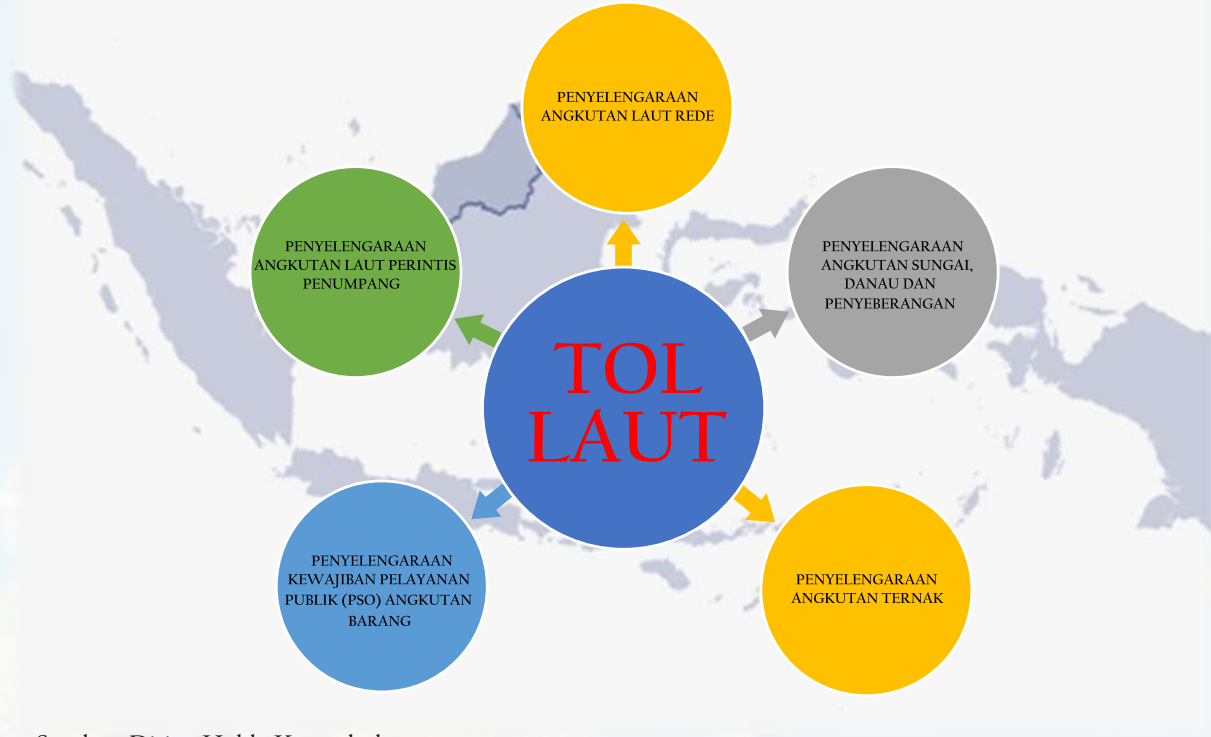 PENYELENGARAAN
ANGKUTAN LAUT REDE
PENYELENGARAAN
ANGKUTAN LAUT PERINTIS
PENUMPANG
PENYELENGARAAN
ANGKUTAN SUNGAI,
DANAU DAN
PENYEBERANGAN
TOL
LAUT
PENYELENGARAAN
KEWAJIBAN PELAYANAN
PUBLIK (PSO) ANGKUTAN
BARANG
PENYELENGARAAN
ANGKUTAN TERNAK